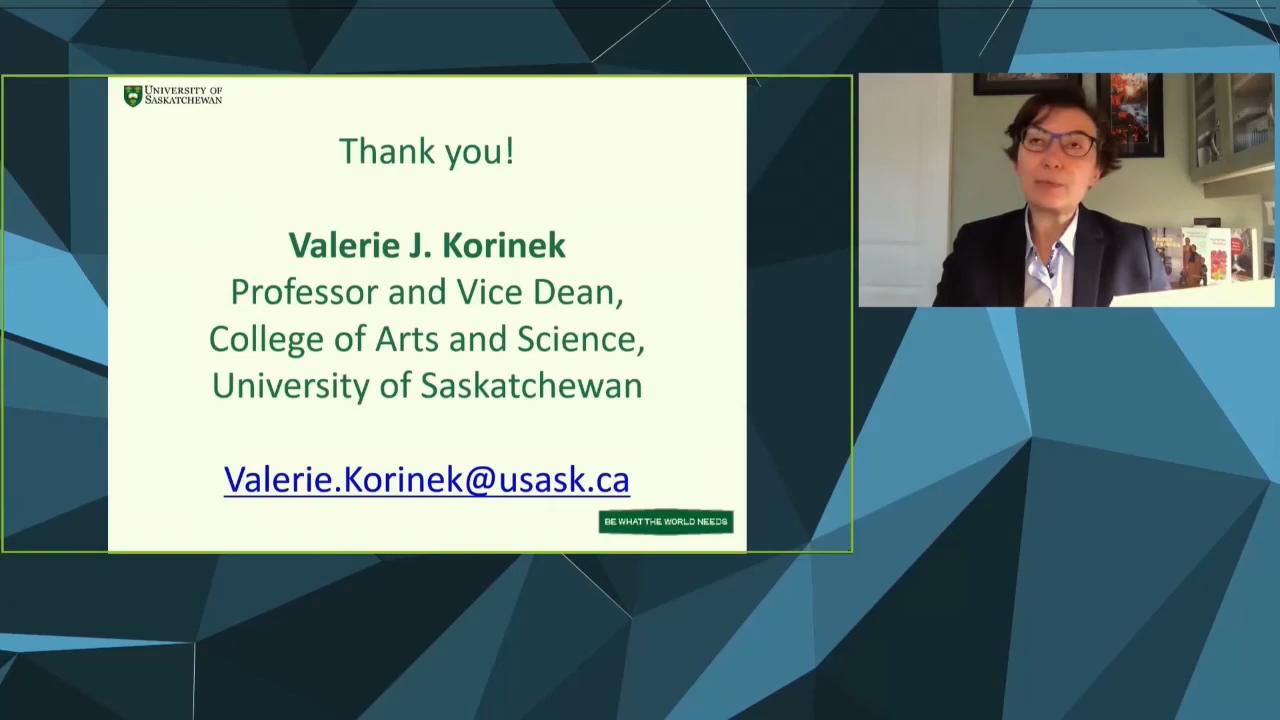 UNIVERSITY OF
SASKATCHEWAN
Thank you!
Valerie J. Korinek
Professor and Vice Dean,
College of Arts and Science,
University of Saskatchewan
Valerie.Korinek@usask.ca
BE WHAT THE WORLD NEEDS